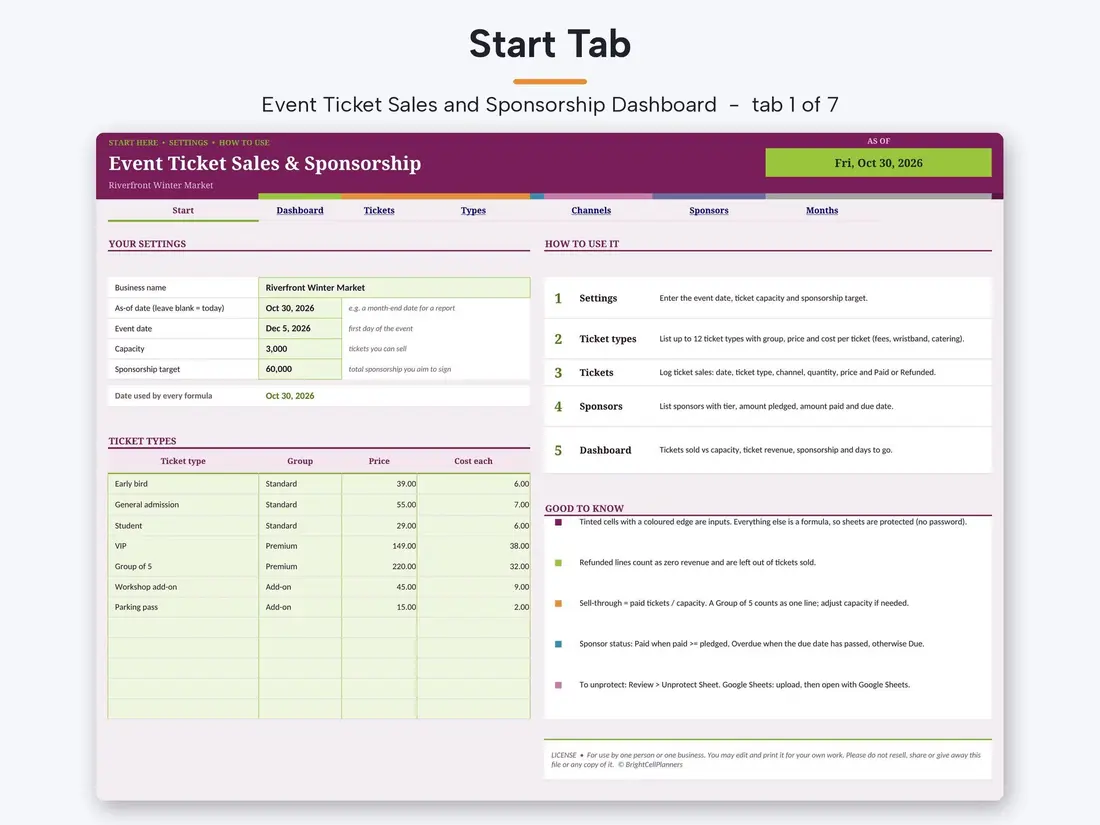 Start Tab
Event Ticket Sales and Sponsorship Dashboard – tab 1 of 7
START HERE • SETTINGS • HOW TO USE
AS OF
Event Ticket Sales & Sponsorship
Fri, Oct 30, 2026
Riverfront Winter Market
Start Dashboard Tickets Types Channels Sponsors Months
YOUR SETTINGS
Business name Riverfront Winter Market
As-of date (leave blank = today) Oct 30, 2026 e.g. a month-end date for a report
Event date Dec 5, 2026 first day of the event
Capacity 3,000 tickets you can sell
Sponsorship target 60,000 total sponsorship you aim to sign
Date used by every formula Oct 30, 2026
TICKET TYPES
Ticket type Group Price Cost each
Early bird Standard 39.00 6.00
General admission Standard 55.00 7.00
Student Standard 29.00 6.00
VIP Premium 149.00 38.00
Group of 5 Premium 220.00 32.00
Workshop add-on Add-on 45.00 9.00
Parking pass Add-on 15.00 2.00
HOW TO USE IT
1 Settings Enter the event date, ticket capacity and sponsorship target.
2 Ticket types List up to 12 ticket types with group, price and cost per ticket (fees, wristband, catering).
3 Tickets Log ticket sales: date, ticket type, channel, quantity, price and Paid or Refunded.
4 Sponsors List sponsors with tier, amount pledged, amount paid and due date.
5 Dashboard Tickets sold vs capacity, ticket revenue, sponsorship and days to go.
GOOD TO KNOW
Tinted cells with a coloured edge are inputs. Everything else is a formula, so sheets are protected (no password).
Refunded lines count as zero revenue and are left out of tickets sold.
Sell-through = paid tickets / capacity. A Group of 5 counts as one line; adjust capacity if needed.
Sponsor status: Paid when paid >= pledged, Overdue when the due date has passed, otherwise Due.
To unprotect: Review > Unprotect Sheet. Google Sheets: upload, then open with Google Sheets.
LICENSE • For use by one person or one business. You may edit and print it for your own work. Please do not resell, share or give away this
file or any copy of it. © BrightCellPlanners